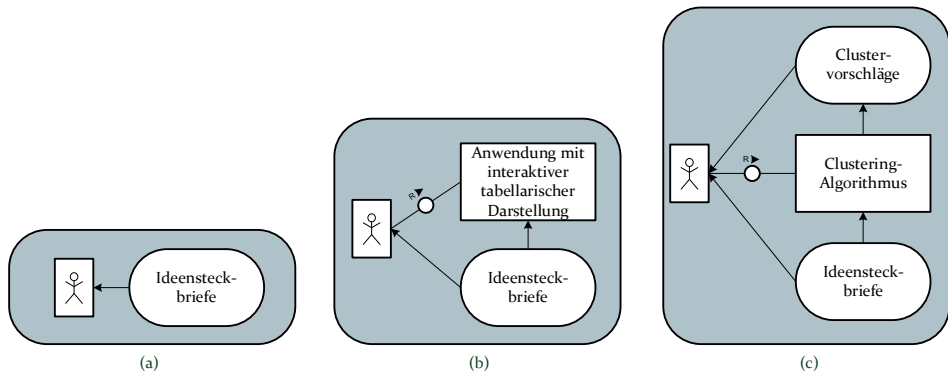 Ideensteck-
briefe
(a)
R
Anwendung mit
interaktiver
tabellarischer
Darstellung
Ideensteck-
briefe
(b)
Cluster-
vorschläge
R
Clustering-
Algorithmus
Ideensteck-
briefe
(c)